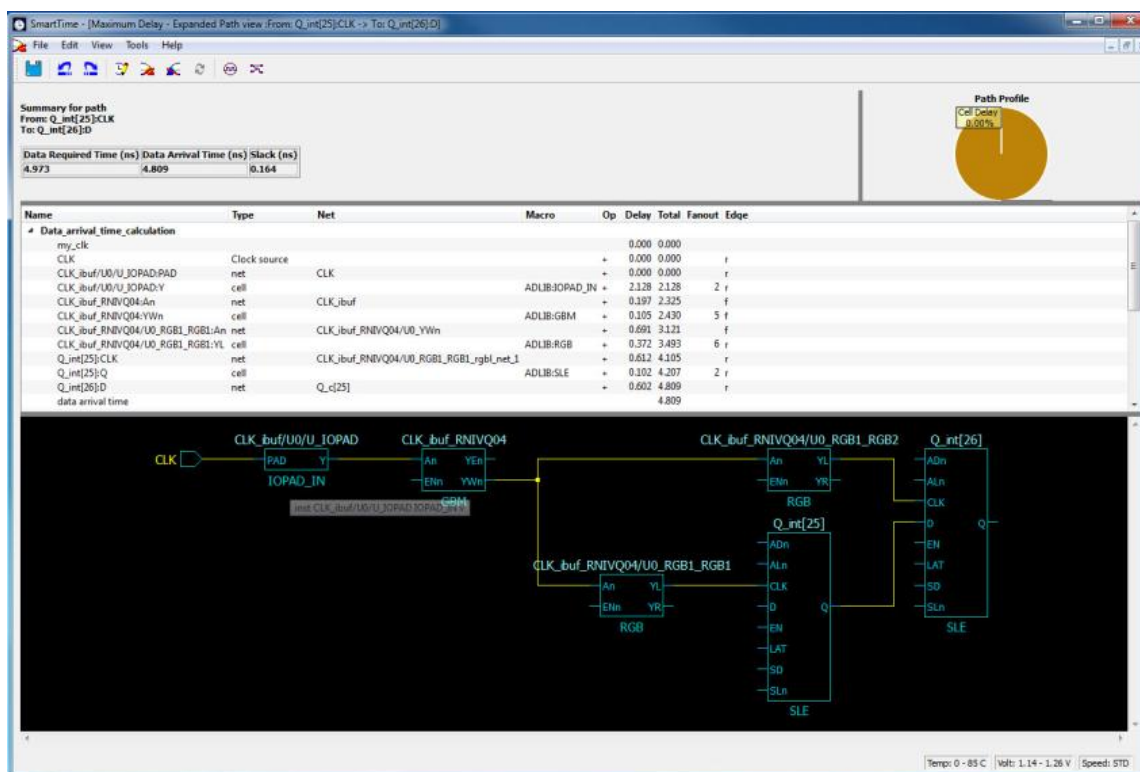 SmartTime - [Maximum Delay - Expanded Path view :From: Q_int[25]:CLK -> To: Q_int[26]:D]
File Edit View Tools Help
Summary for path
From: Q_int[25]:CLK
To: Q_int[26]:D
Data Required Time (ns) Data Arrival Time (ns) Slack (ns)
4.973 4.809 0.164
Path Profile
Cell Delay
0.00%
Name Type Net Macro Op Delay Total Fanout Edge
Data_arrival_time_calculation
my_clk 0.000 0.000
CLK Clock source + 0.000 0.000 r
CLK_ibuf/U0/U_IOPAD:PAD net CLK + 0.000 0.000 r
CLK_ibuf/U0/U_IOPAD:Y cell ADLIB:IOPAD_IN + 2.128 2.128 2 r
CLK_ibuf_RNIVQ04:An net CLK_ibuf + 0.197 2.325 f
CLK_ibuf_RNIVQ04:YWn cell ADLIB:GBM + 0.105 2.430 5 f
CLK_ibuf_RNIVQ04/U0_RGB1_RGB1:An net CLK_ibuf_RNIVQ04/U0_YWn + 0.691 3.121 f
CLK_ibuf_RNIVQ04/U0_RGB1_RGB1:YL cell ADLIB:RGB + 0.372 3.493 6 r
Q_int[25]:CLK net CLK_ibuf_RNIVQ04/U0_RGB1_RGB1_rgbl_net_1 + 0.612 4.105 r
Q_int[25]:Q cell ADLIB:SLE + 0.102 4.207 2 r
Q_int[26]:D net Q_c[25] + 0.602 4.809 r
data arrival time 4.809
CLK_ibuf/U0/U_IOPAD CLK_ibuf_RNIVQ04 CLK_ibuf_RNIVQ04/U0_RGB1_RGB2 Q_int[26]
CLK PAD Y An YEn An YL ADn
IOPAD_IN ENn YWn ENn YR ALn
GBM RGB CLK
inst CLK_ibuf/U0/U_IOPAD:IOPAD_IN
Q_int[25] D Q
ADn EN
CLK_ibuf_RNIVQ04/U0_RGB1_RGB1 ALn LAT
An YL CLK SD
ENn YR D Q SLn
RGB EN SLE
LAT
SD
SLn
SLE
Temp: 0 - 85 C Volt: 1.14 - 1.26 V Speed: STD